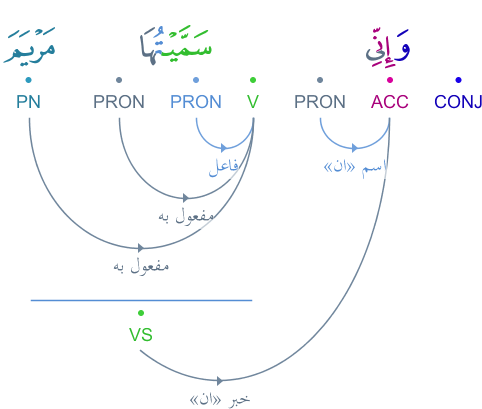 وَإِنِّي سَمَّيْتُهَا مَرْيَمَ
PN PRON PRON V PRON ACC CONJ
فاعل
اسم «ان»
مفعول به
مفعول به
VS
خبر «ان»